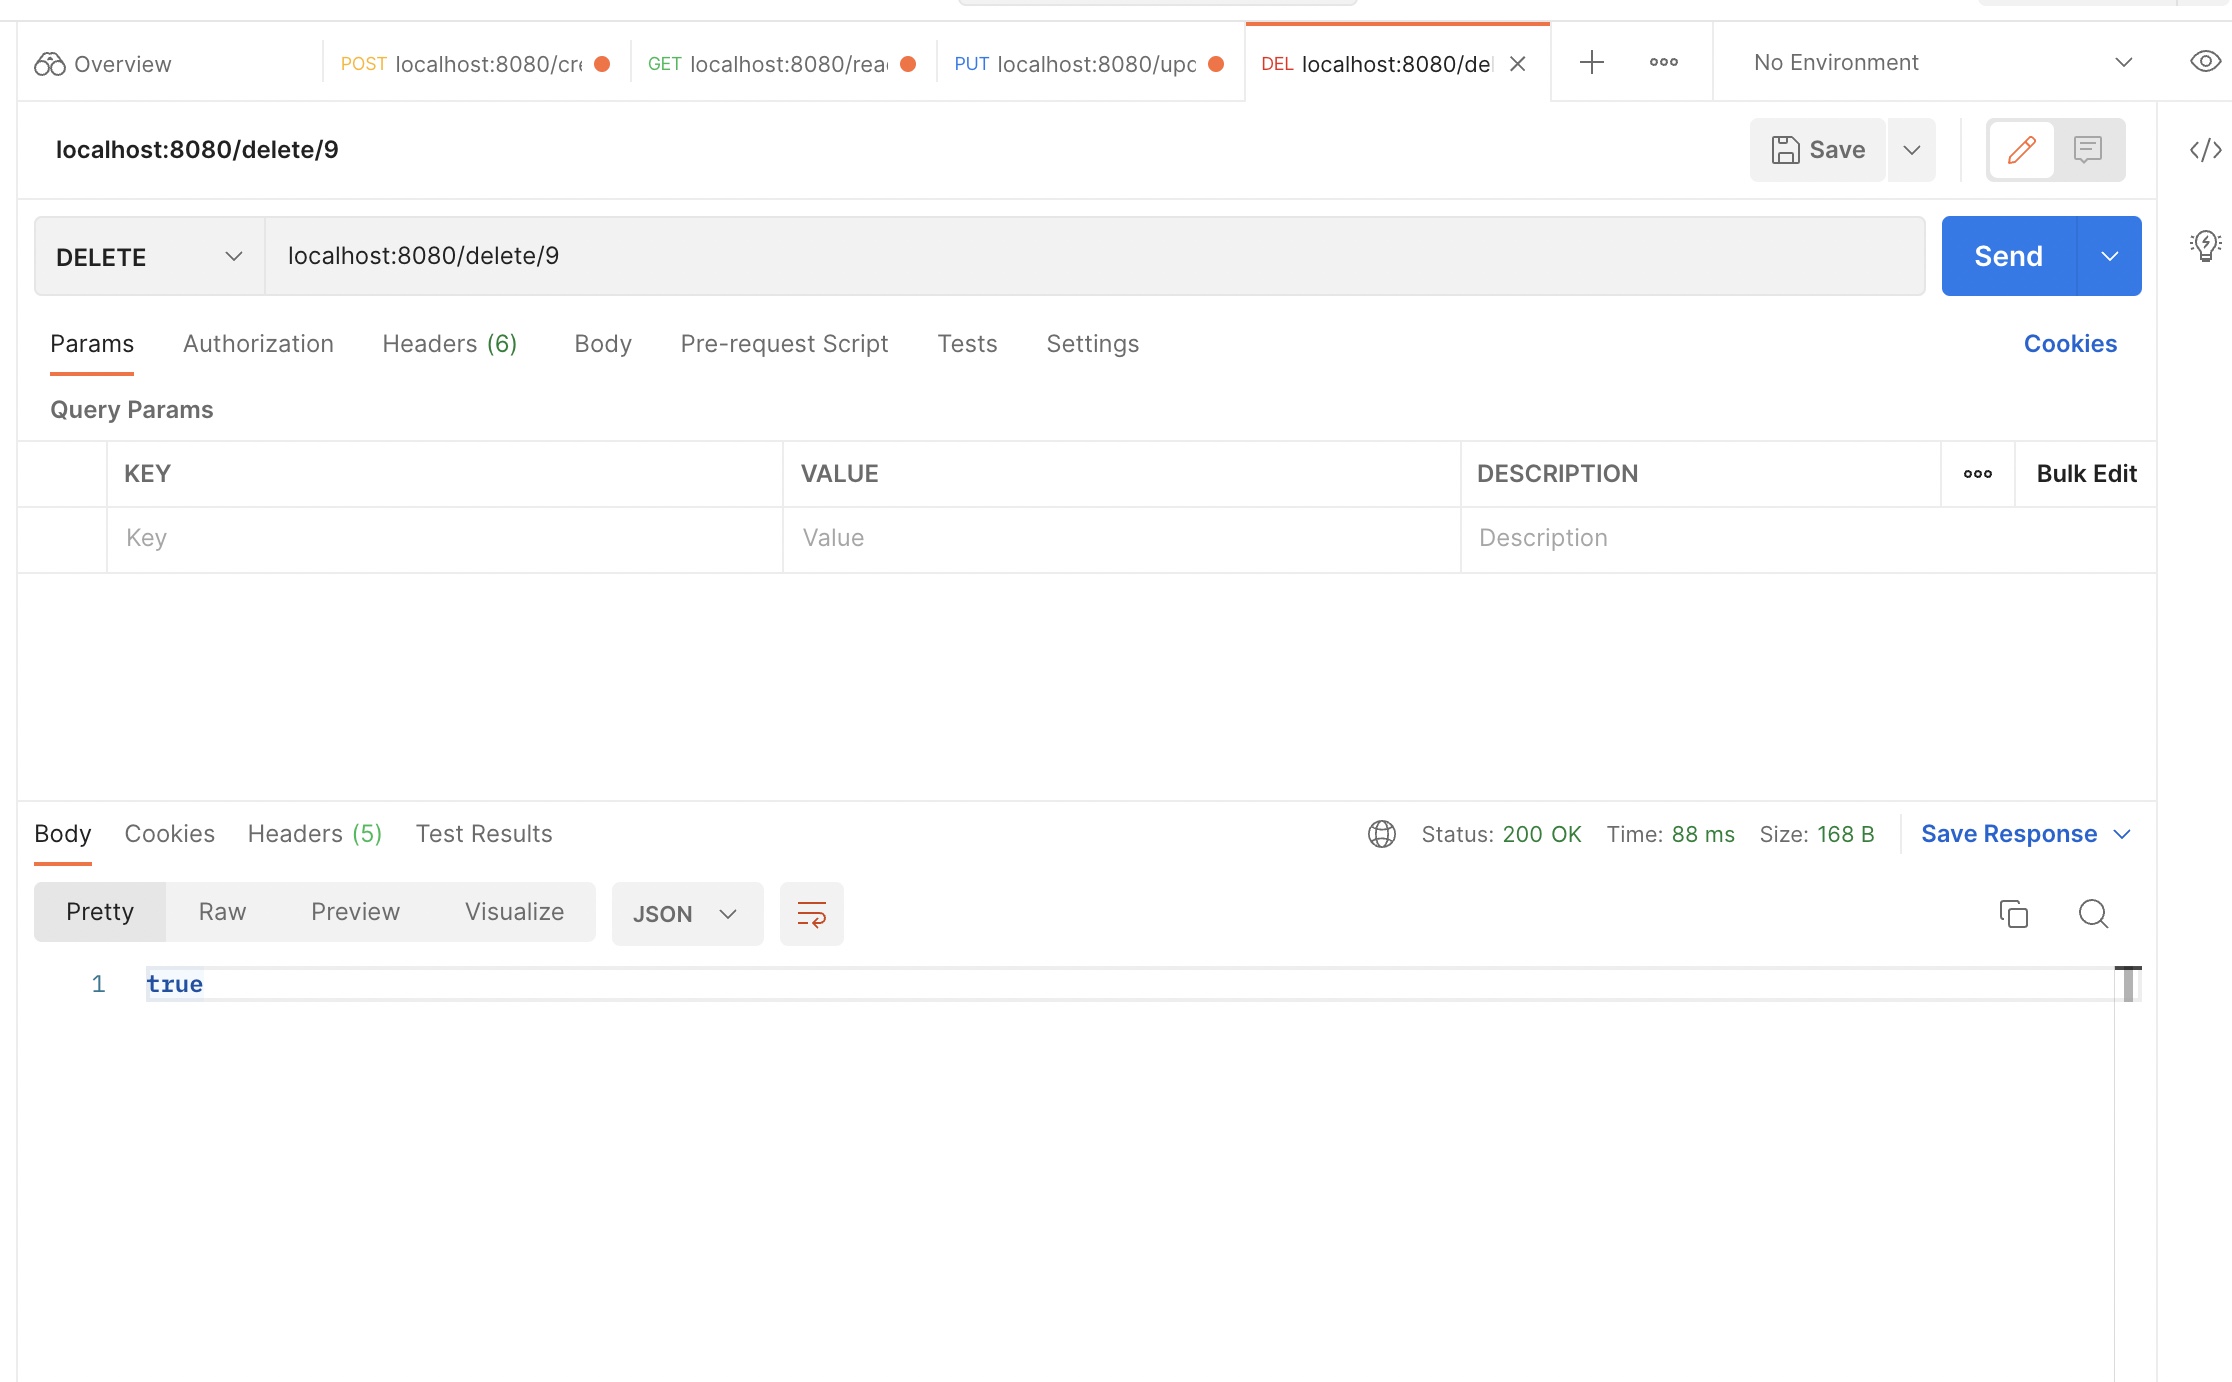 Overview
POST localhost:8080/cre
GET localhost:8080/rea
PUT localhost:8080/upd
DEL localhost:8080/de
No Environment
localhost:8080/delete/9
Save
DELETE
localhost:8080/delete/9
Send
Params Authorization Headers (6) Body Pre-request Script Tests Settings Cookies
Query Params
KEY VALUE DESCRIPTION Bulk Edit
Key Value Description
Body Cookies Headers (5) Test Results Status: 200 OK Time: 88 ms Size: 168 B Save Response
Pretty Raw Preview Visualize JSON
1 true